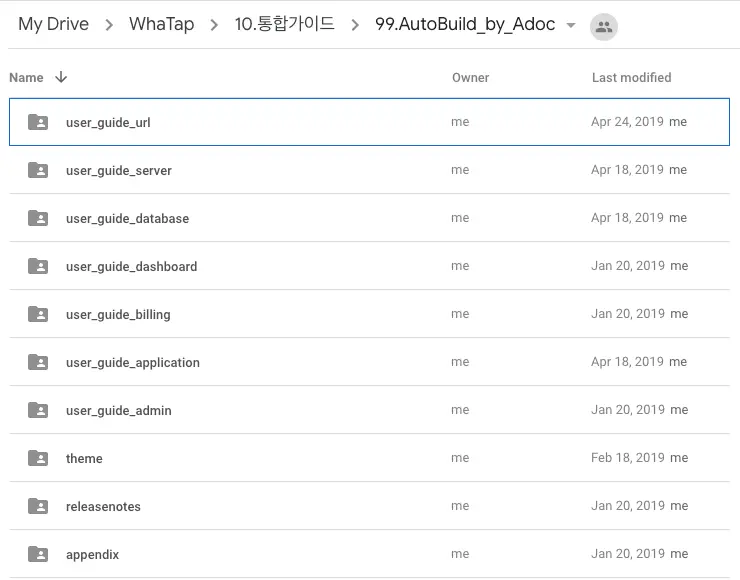 My Drive > WhaTap > 10.통합가이드 > 99.AutoBuild_by_Adoc
Name Owner Last modified
user_guide_url me Apr 24, 2019 me
user_guide_server me Apr 18, 2019 me
user_guide_database me Apr 18, 2019 me
user_guide_dashboard me Jan 20, 2019 me
user_guide_billing me Jan 20, 2019 me
user_guide_application me Apr 18, 2019 me
user_guide_admin me Jan 20, 2019 me
theme me Feb 18, 2019 me
releasenotes me Jan 20, 2019 me
appendix me Jan 20, 2019 me